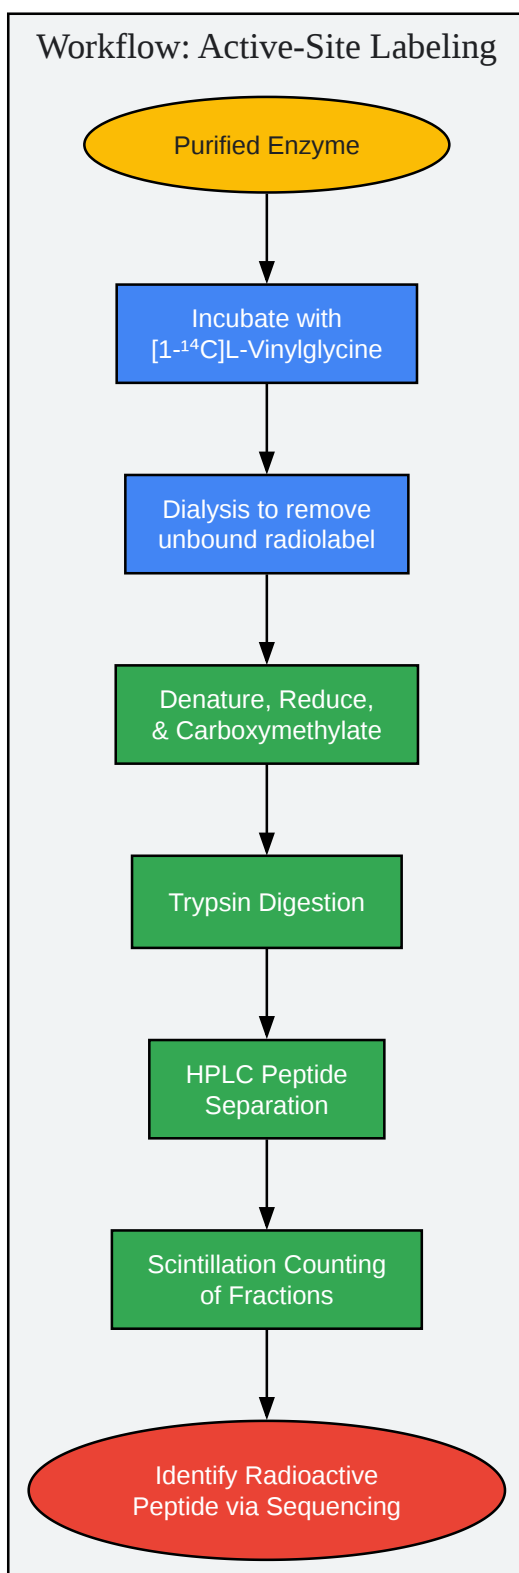 Workflow: Active-Site Labeling
Purified Enzyme
Incubate with
[1-¹⁴C]L-Vinylglycine
Dialysis to remove
unbound radiolabel
Denature, Reduce,
& Carboxymethylate
Trypsin Digestion
HPLC Peptide
Separation
Scintillation Counting
of Fractions
Identify Radioactive
Peptide via Sequencing